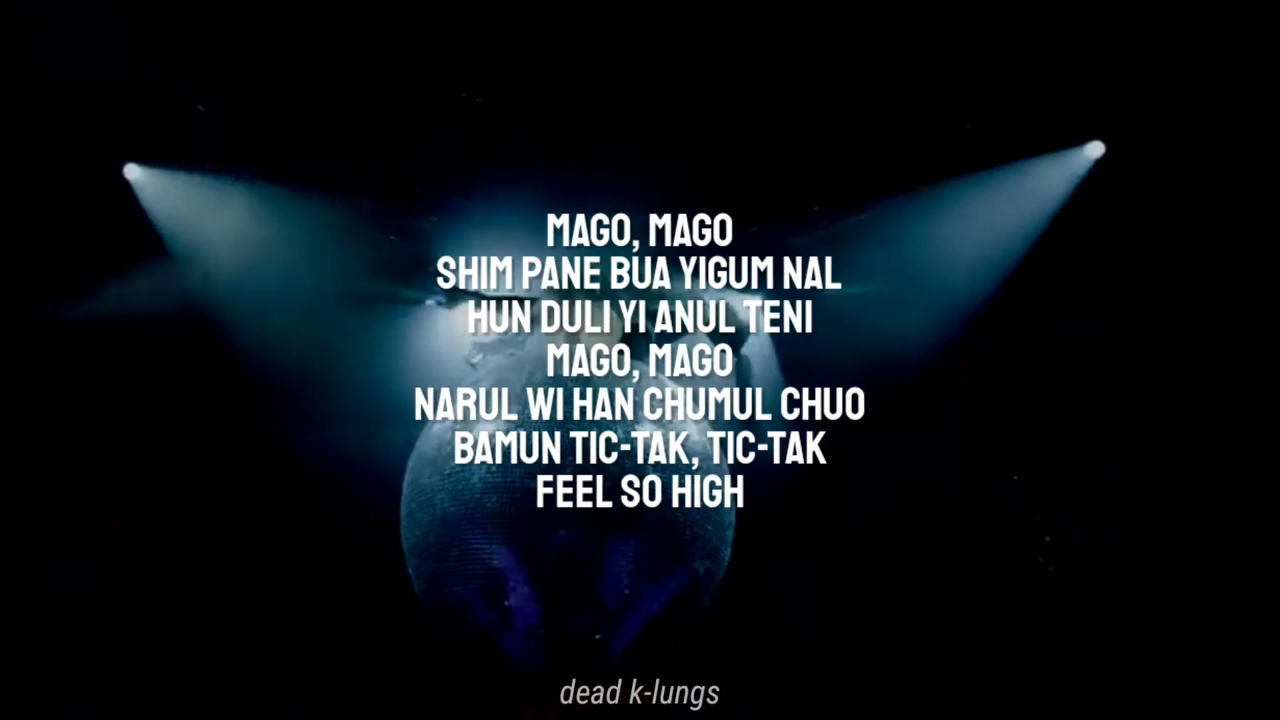 MAGO, MAGO
SHIM PANE BUA YIGUM NAL
HUN DULI YI ANUL TENI
MAGO, MAGO
NARUL WI HAN CHUMUL CHUO
BAMUN TIC-TAK, TIC-TAK
FEEL SO HIGH
dead k-lungs